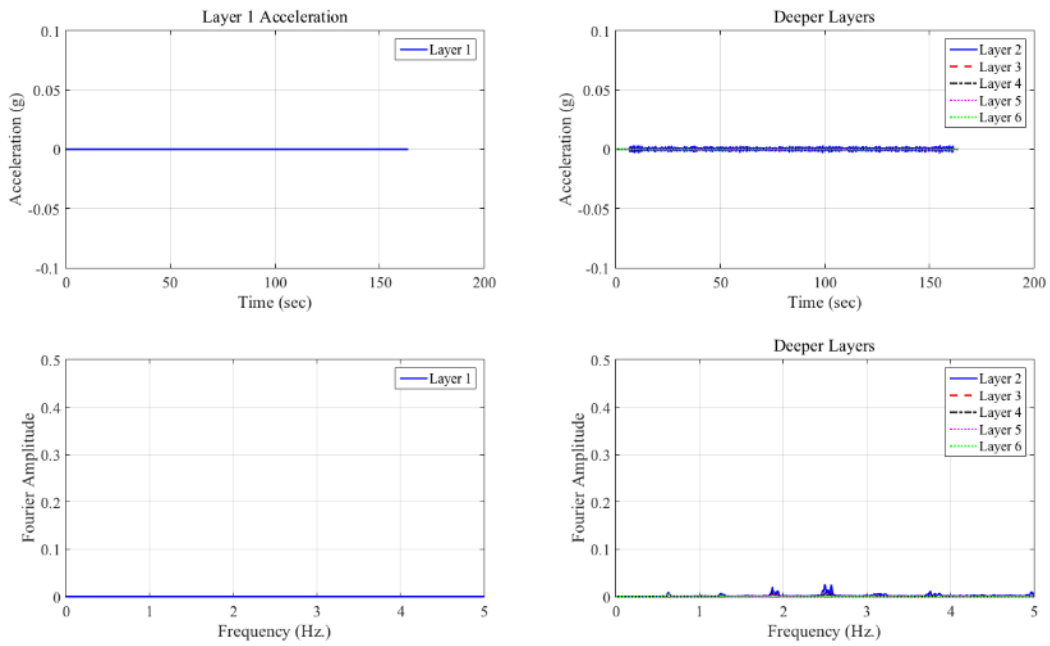 Layer 1 Acceleration
0.1
0.05
0
-0.05
-0.1
Acceleration (g)
0 50 100 150 200
Time (sec)
Layer 1
Deeper Layers
0.1
0.05
0
-0.05
-0.1
Acceleration (g)
0 50 100 150 200
Time (sec)
Layer 2
Layer 3
Layer 4
Layer 5
Layer 6
0.5
0.4
0.3
0.2
0.1
0
Fourier Amplitude
0 1 2 3 4 5
Frequency (Hz.)
Layer 1
Deeper Layers
0.5
0.4
0.3
0.2
0.1
0
Fourier Amplitude
0 1 2 3 4 5
Frequency (Hz.)
Layer 2
Layer 3
Layer 4
Layer 5
Layer 6